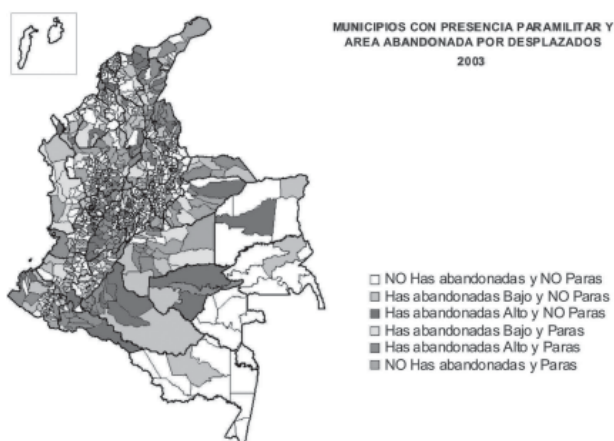 MUNICIPIOS CON PRESENCIA PARAMILITAR Y
AREA ABANDONADA POR DESPLAZADOS
2003
NO Has abandonadas y NO Paras
Has abandonadas Bajo y NO Paras
Has abandonadas Alto y NO Paras
Has abandonadas Bajo y Paras
Has abandonadas Alto y Paras
NO Has abandonadas y Paras